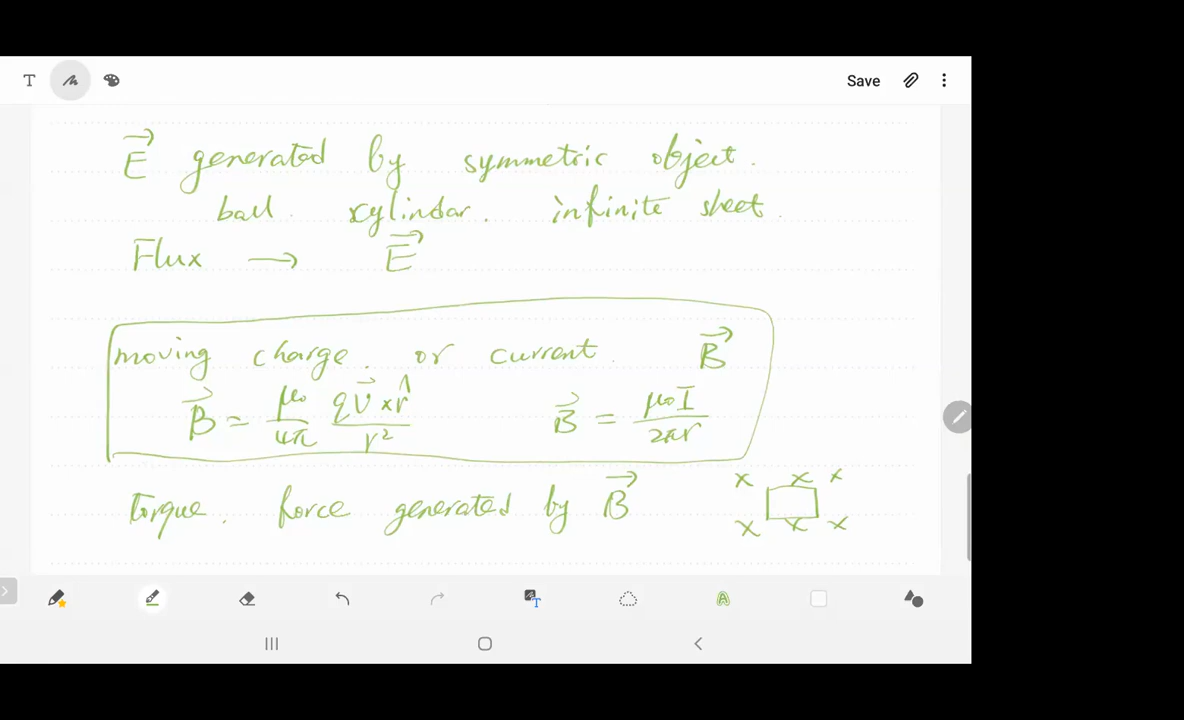 T Save
E⃗ generated by symmetric object.
ball. xylindar. infinite sheet.
Flux → E⃗
moving charge. or current. B⃗
B⃗ = μ₀/4π qv⃗×r̂/r² B⃗ = μ₀I/2πr
torque. force generated by B⃗ x x x
x x x